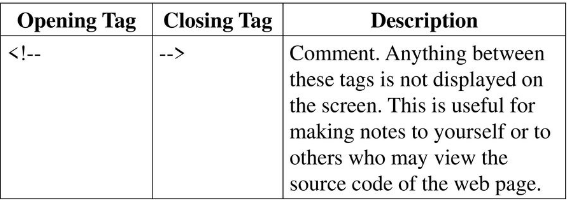 Opening Tag Closing Tag Description
<!-- --> Comment. Anything between
these tags is not displayed on
the screen. This is useful for
making notes to yourself or to
others who may view the
source code of the web page.